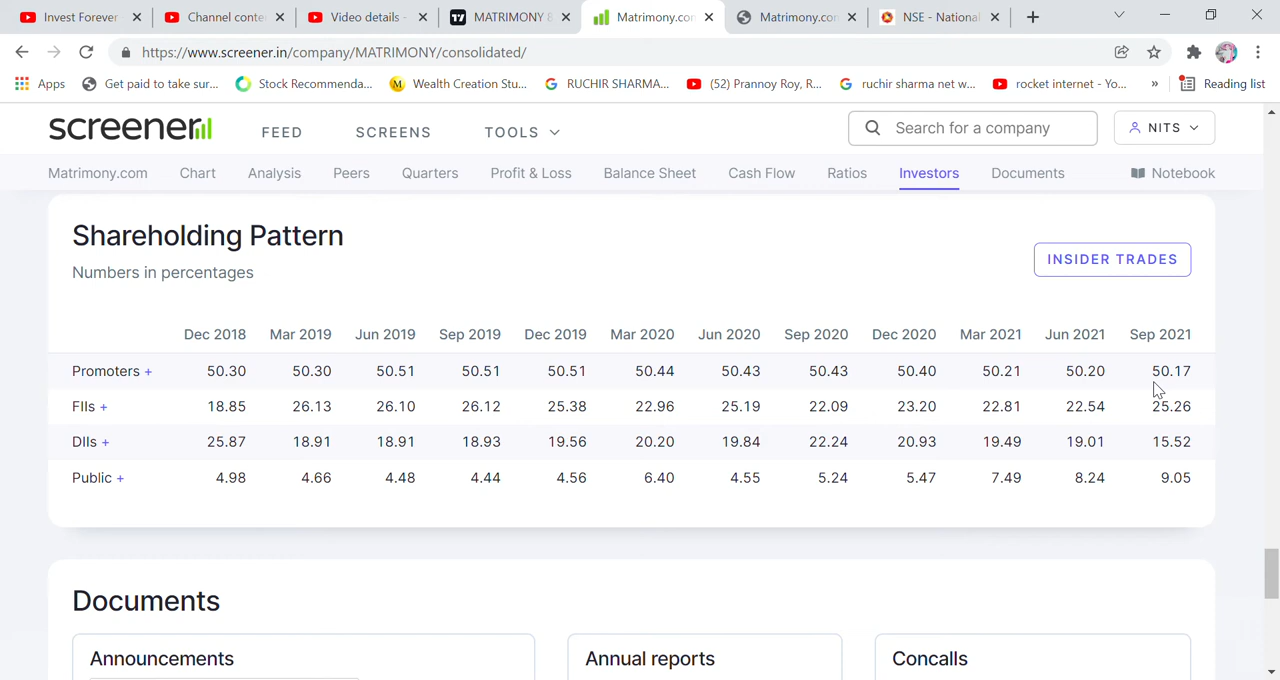 Invest Forever
Channel conte
Video details -
MATRIMONY 8
Matrimony.co
Matrimony.co
NSE - National
https://www.screener.in/company/MATRIMONY/consolidated/
Apps
Get paid to take sur...
Stock Recommenda...
Wealth Creation Stu...
RUCHIR SHARMA...
(52) Prannoy Roy, R...
ruchir sharma net w...
rocket internet - Yo...
»
Reading list
screener
FEED
SCREENS
TOOLS
Search for a company
NITS
Matrimony.com
Chart
Analysis
Peers
Quarters
Profit & Loss
Balance Sheet
Cash Flow
Ratios
Investors
Documents
Notebook
Shareholding Pattern
Numbers in percentages
INSIDER TRADES
Dec 2018 Mar 2019 Jun 2019 Sep 2019 Dec 2019 Mar 2020 Jun 2020 Sep 2020 Dec 2020 Mar 2021 Jun 2021 Sep 2021
Promoters + 50.30 50.30 50.51 50.51 50.51 50.44 50.43 50.43 50.40 50.21 50.20 50.17
FIIs + 18.85 26.13 26.10 26.12 25.38 22.96 25.19 22.09 23.20 22.81 22.54 25.26
DIIs + 25.87 18.91 18.91 18.93 19.56 20.20 19.84 22.24 20.93 19.49 19.01 15.52
Public + 4.98 4.66 4.48 4.44 4.56 6.40 4.55 5.24 5.47 7.49 8.24 9.05
Documents
Announcements
Annual reports
Concalls